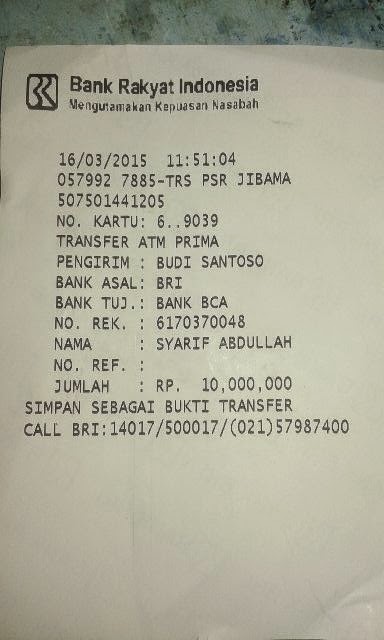 Bank Rakyat Indonesia
Mengutamakan Kepuasan Nasabah
16/03/2015 11:51:04
057992 7885-TRS PSR JIBAMA
507501441205
NO. KARTU: 6..9039
TRANSFER ATM PRIMA
PENGIRIM : BUDI SANTOSO
BANK ASAL: BRI
BANK TUJ.: BANK BCA
NO. REK. : 6170370048
NAMA : SYARIF ABDULLAH
NO. REF. :
JUMLAH : RP. 10,000,000
SIMPAN SEBAGAI BUKTI TRANSFER
CALL BRI:14017/500017/(021)57987400